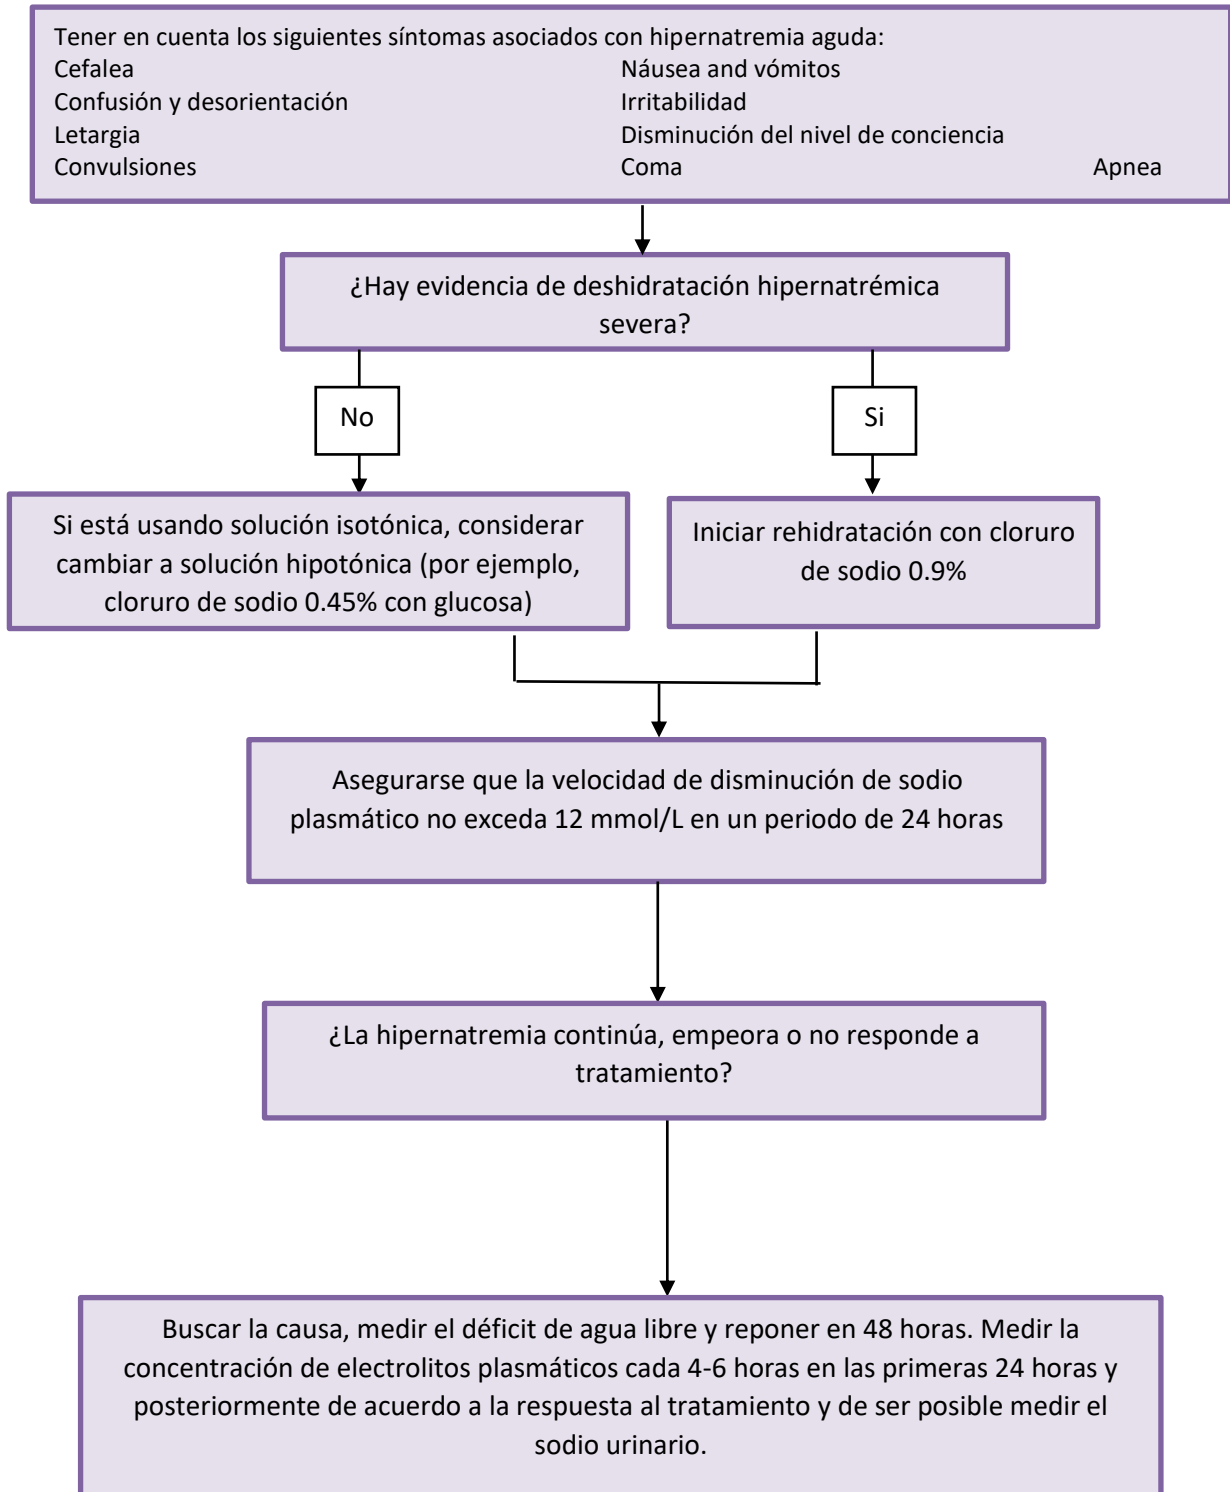 Tener en cuenta los siguientes síntomas asociados con hipernatremia aguda:
Cefalea Náusea and vómitos
Confusión y desorientación Irritabilidad
Letargia Disminución del nivel de conciencia
Convulsiones Coma Apnea
¿Hay evidencia de deshidratación hipernatrémica
severa?
No Si
Si está usando solución isotónica, considerar
cambiar a solución hipotónica (por ejemplo,
cloruro de sodio 0.45% con glucosa)
Iniciar rehidratación con cloruro
de sodio 0.9%
Asegurarse que la velocidad de disminución de sodio
plasmático no exceda 12 mmol/L en un periodo de 24 horas
¿La hipernatremia continúa, empeora o no responde a
tratamiento?
Buscar la causa, medir el déficit de agua libre y reponer en 48 horas. Medir la
concentración de electrolitos plasmáticos cada 4-6 horas en las primeras 24 horas y
posteriormente de acuerdo a la respuesta al tratamiento y de ser posible medir el
sodio urinario.